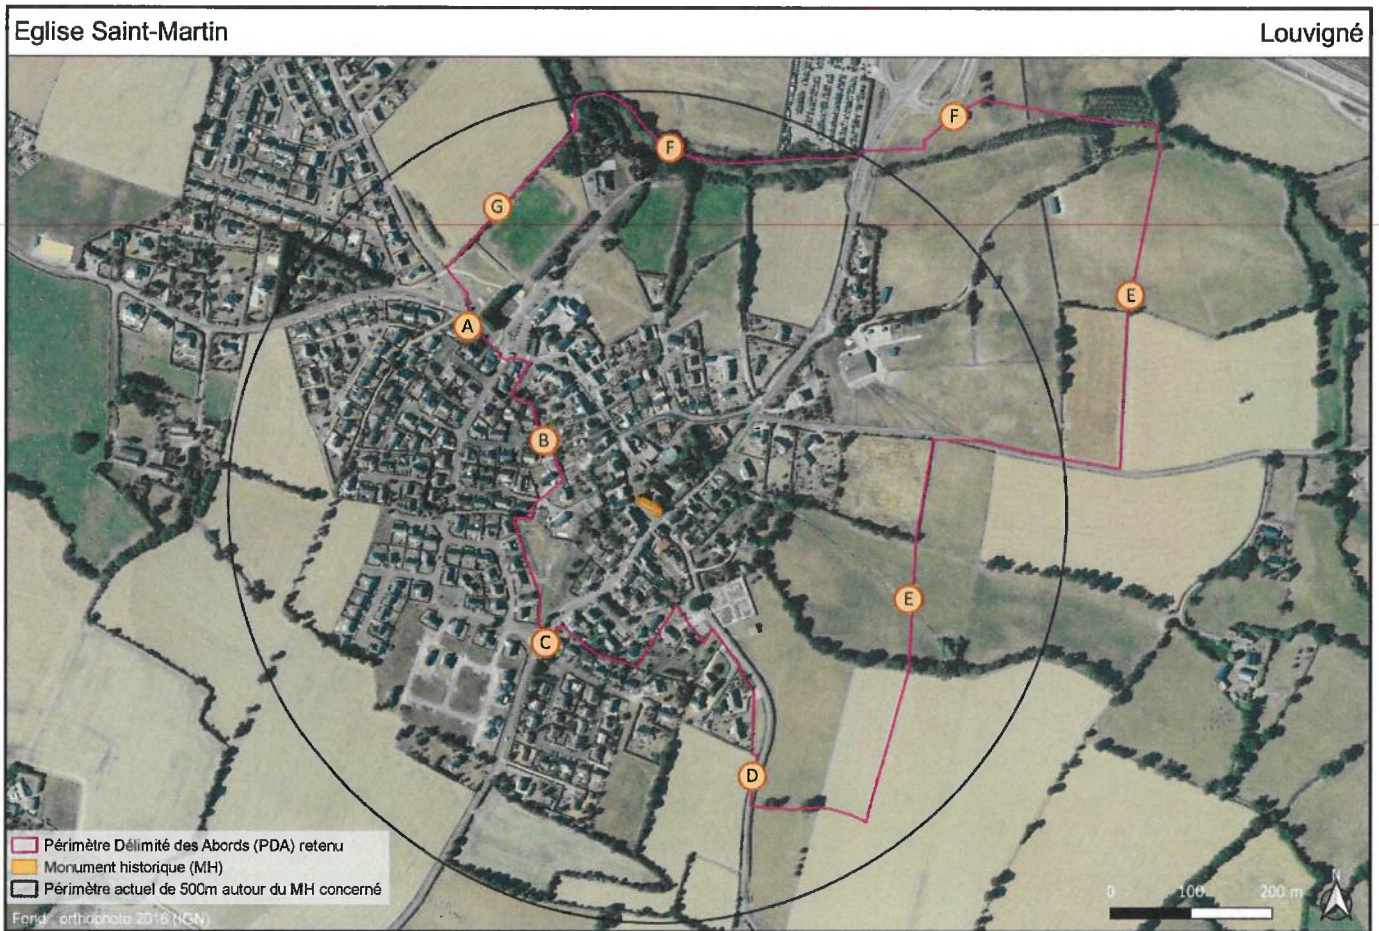 Eglise Saint-Martin
Louvigné
F
F
G
E
A
B
E
C
D
Périmètre Délimité des Abords (PDA) retenu
Monument historique (MH)
Périmètre actuel de 500m autour du MH concerné
Fond : orthophoto 2016 (IGN)
0 100 200 m
N